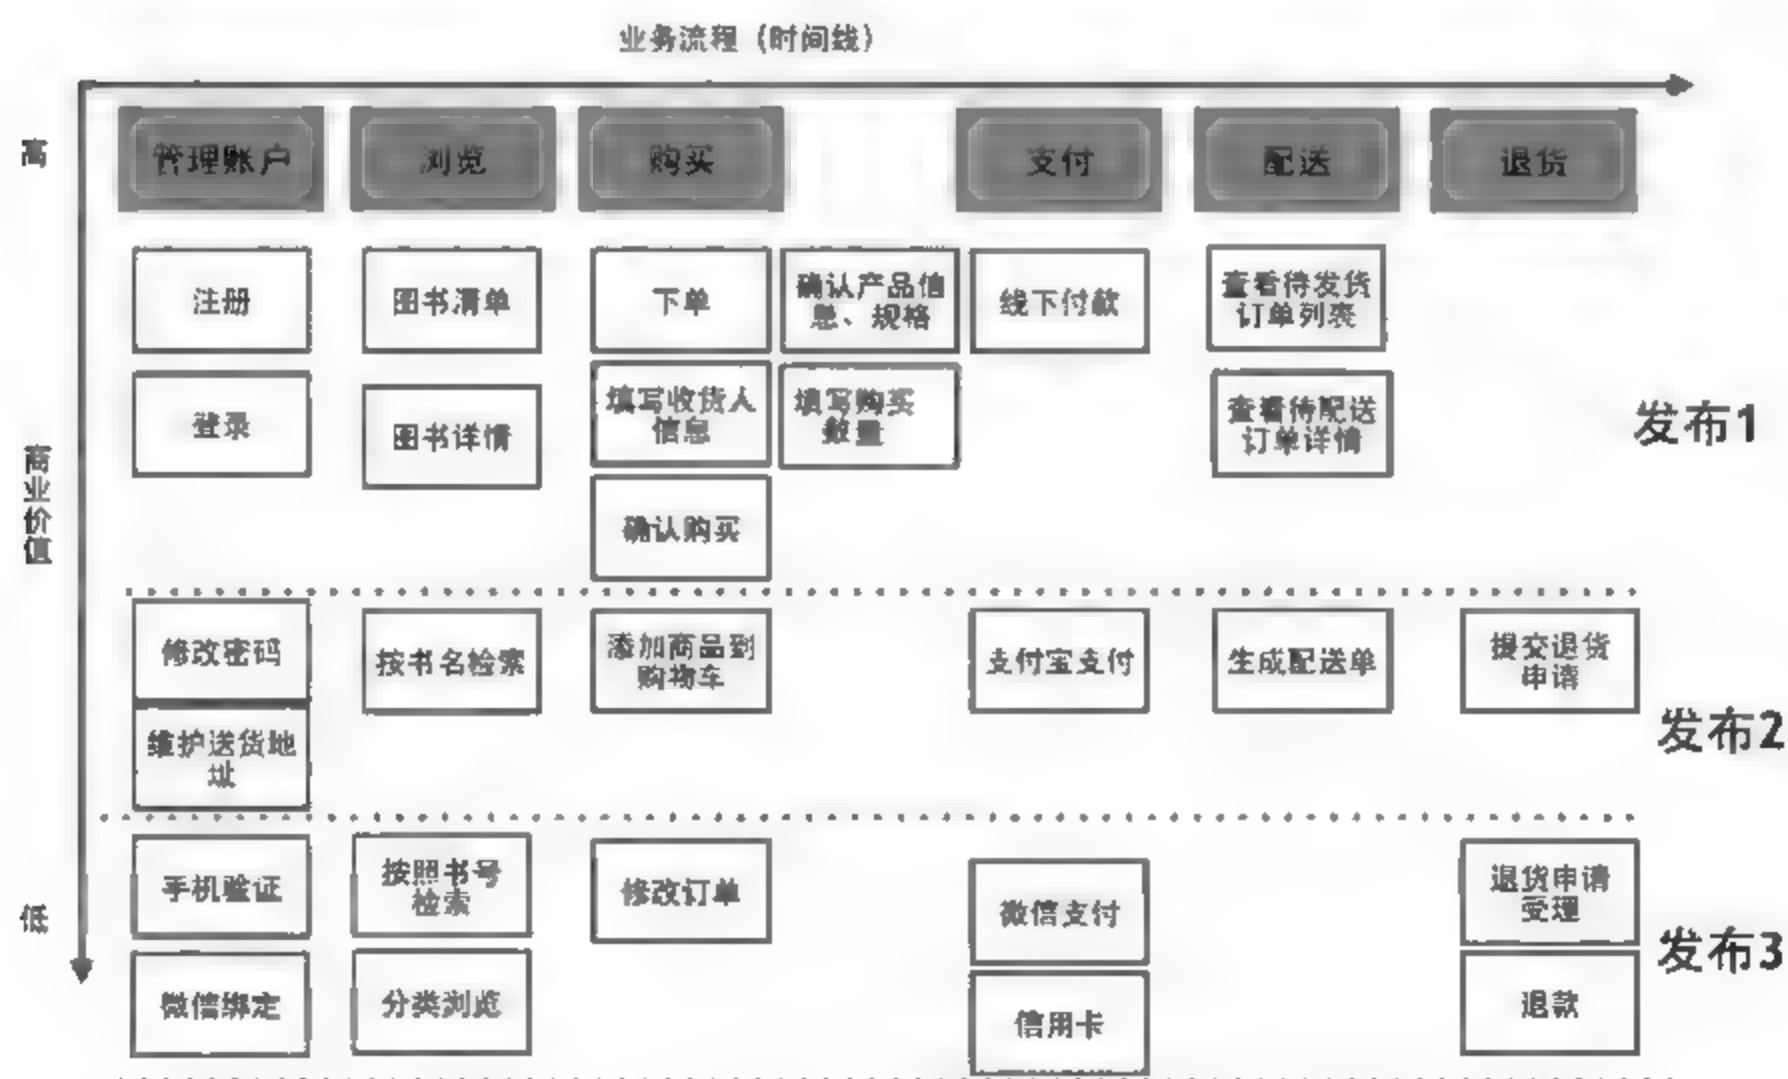 业务流程（时间线）
高
管理账户
浏览
购买
支付
配送
退货
注册
图书清单
下单
确认产品信
息、规格
线下付款
查看待发货
订单列表
登录
图书详情
填写收货人
信息
填写购买
数量
查看待配送
订单详情
确认购买
发布1
商业价值
修改密码
按书名检索
添加商品到
购物车
支付宝支付
生成配送单
提交退货
申请
维护送货地
址
发布2
手机验证
按照书号
检索
修改订单
微信支付
退货申请
受理
低
微信绑定
分类浏览
信用卡
退款
发布3